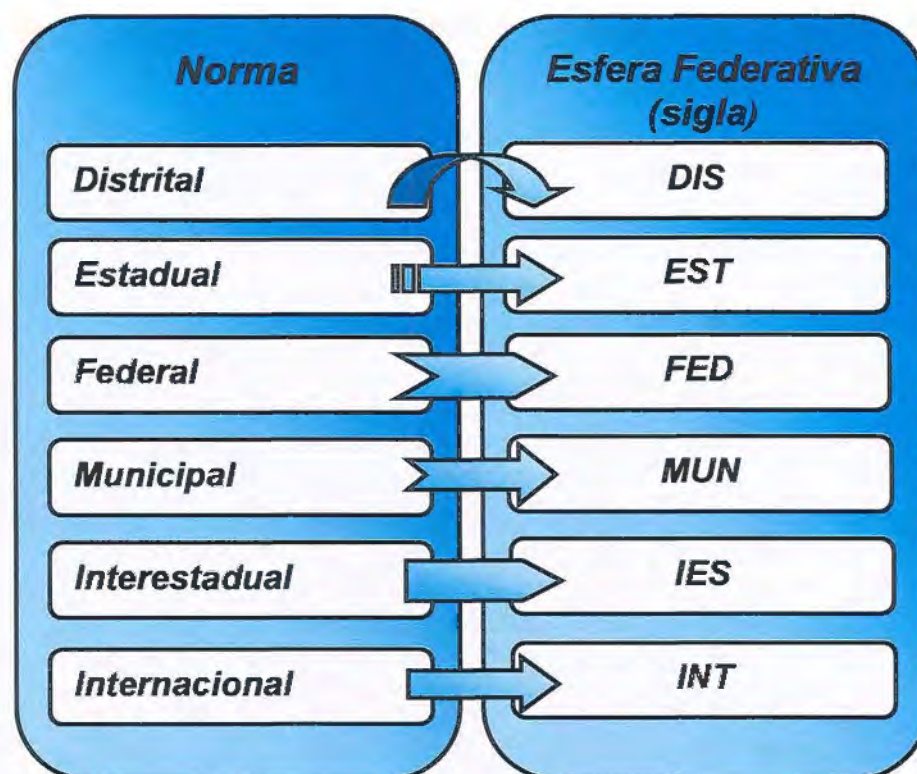 Norma
Esfera Federativa
(sigla)
Distrital
DIS
Estadual
EST
Federal
FED
Municipal
MUN
Interestadual
IES
Internacional
INT